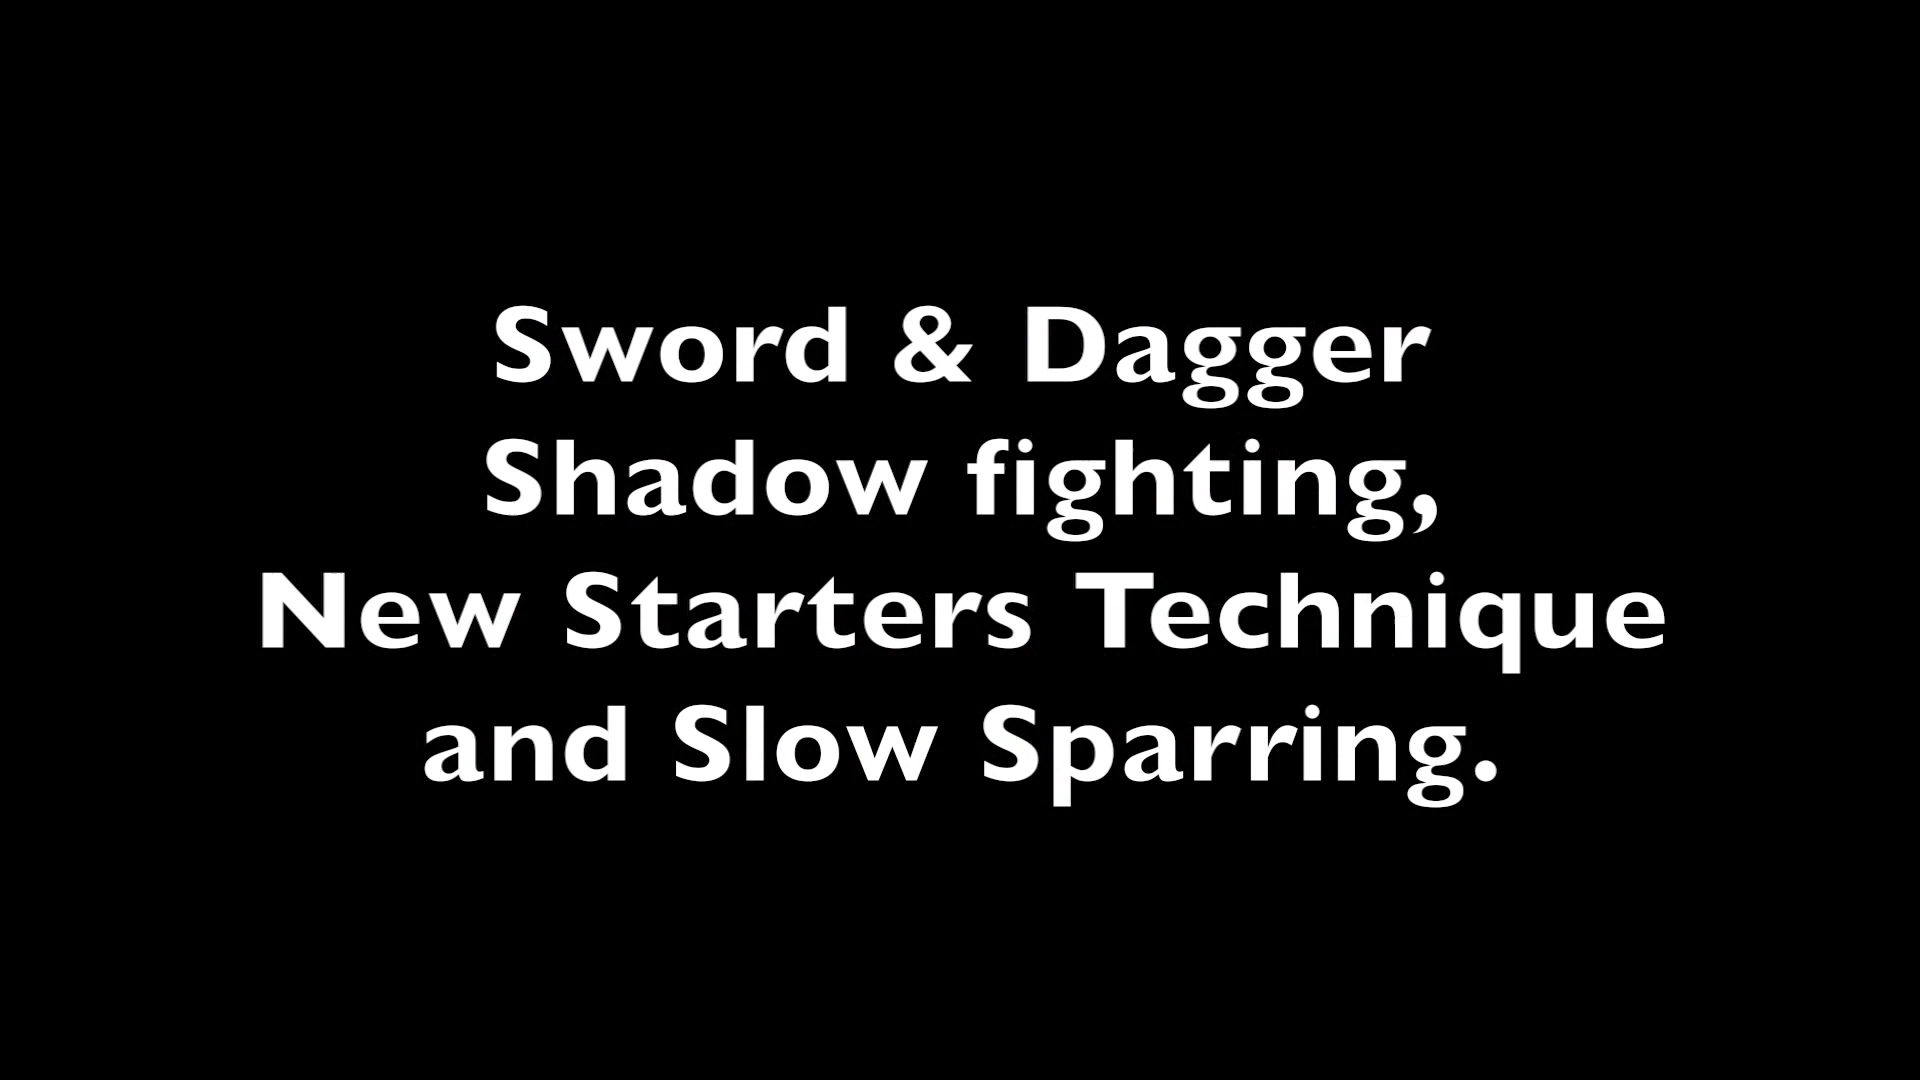 Sword & Dagger
Shadow fighting,
New Starters Technique
and Slow Sparring.